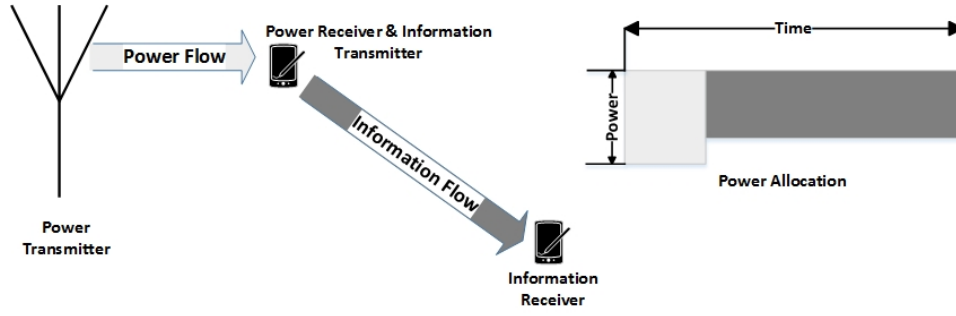 Power Flow
Power Receiver & Information
Transmitter
Information Flow
Power
Transmitter
Information
Receiver
Time
Power
Power Allocation